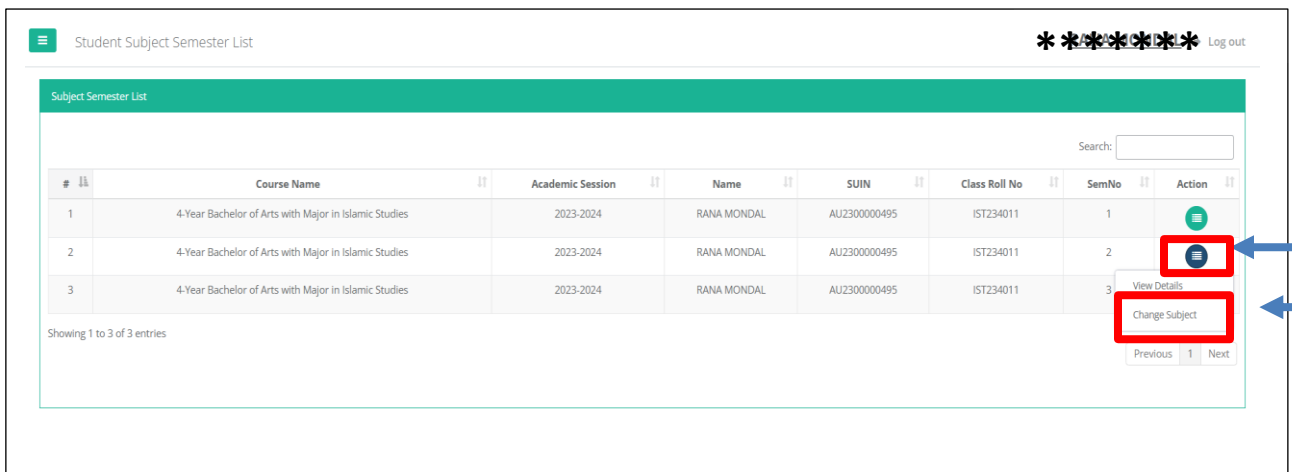 Student Subject Semester List Log out
Subject Semester List
Search:
# Course Name Academic Session Name SUIN Class Roll No SemNo Action
1 4-Year Bachelor of Arts with Major in Islamic Studies 2023-2024 RANA MONDAL AU2300000495 IST234011 1
2 4-Year Bachelor of Arts with Major in Islamic Studies 2023-2024 RANA MONDAL AU2300000495 IST234011 2
3 4-Year Bachelor of Arts with Major in Islamic Studies 2023-2024 RANA MONDAL AU2300000495 IST234011 3
View Details
Change Subject
Showing 1 to 3 of 3 entries
Previous 1 Next